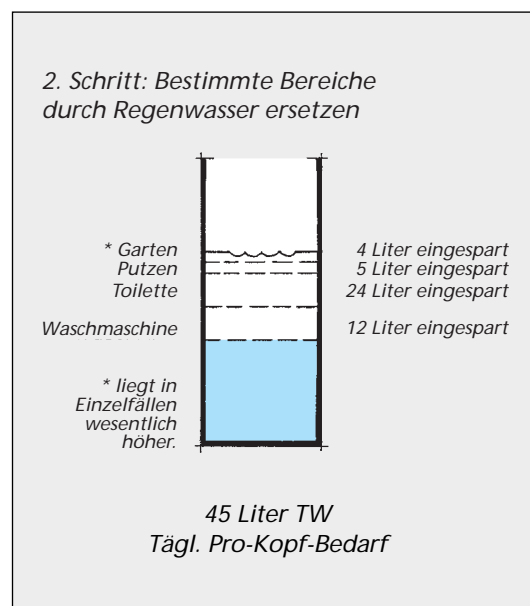 2. Schritt: Bestimmte Bereiche
durch Regenwasser ersetzen
* Garten 4 Liter eingespart
Putzen 5 Liter eingespart
Toilette 24 Liter eingespart
Waschmaschine 12 Liter eingespart
* liegt in
Einzelfällen
wesentlich
höher.
45 Liter TW
Tägl. Pro-Kopf-Bedarf